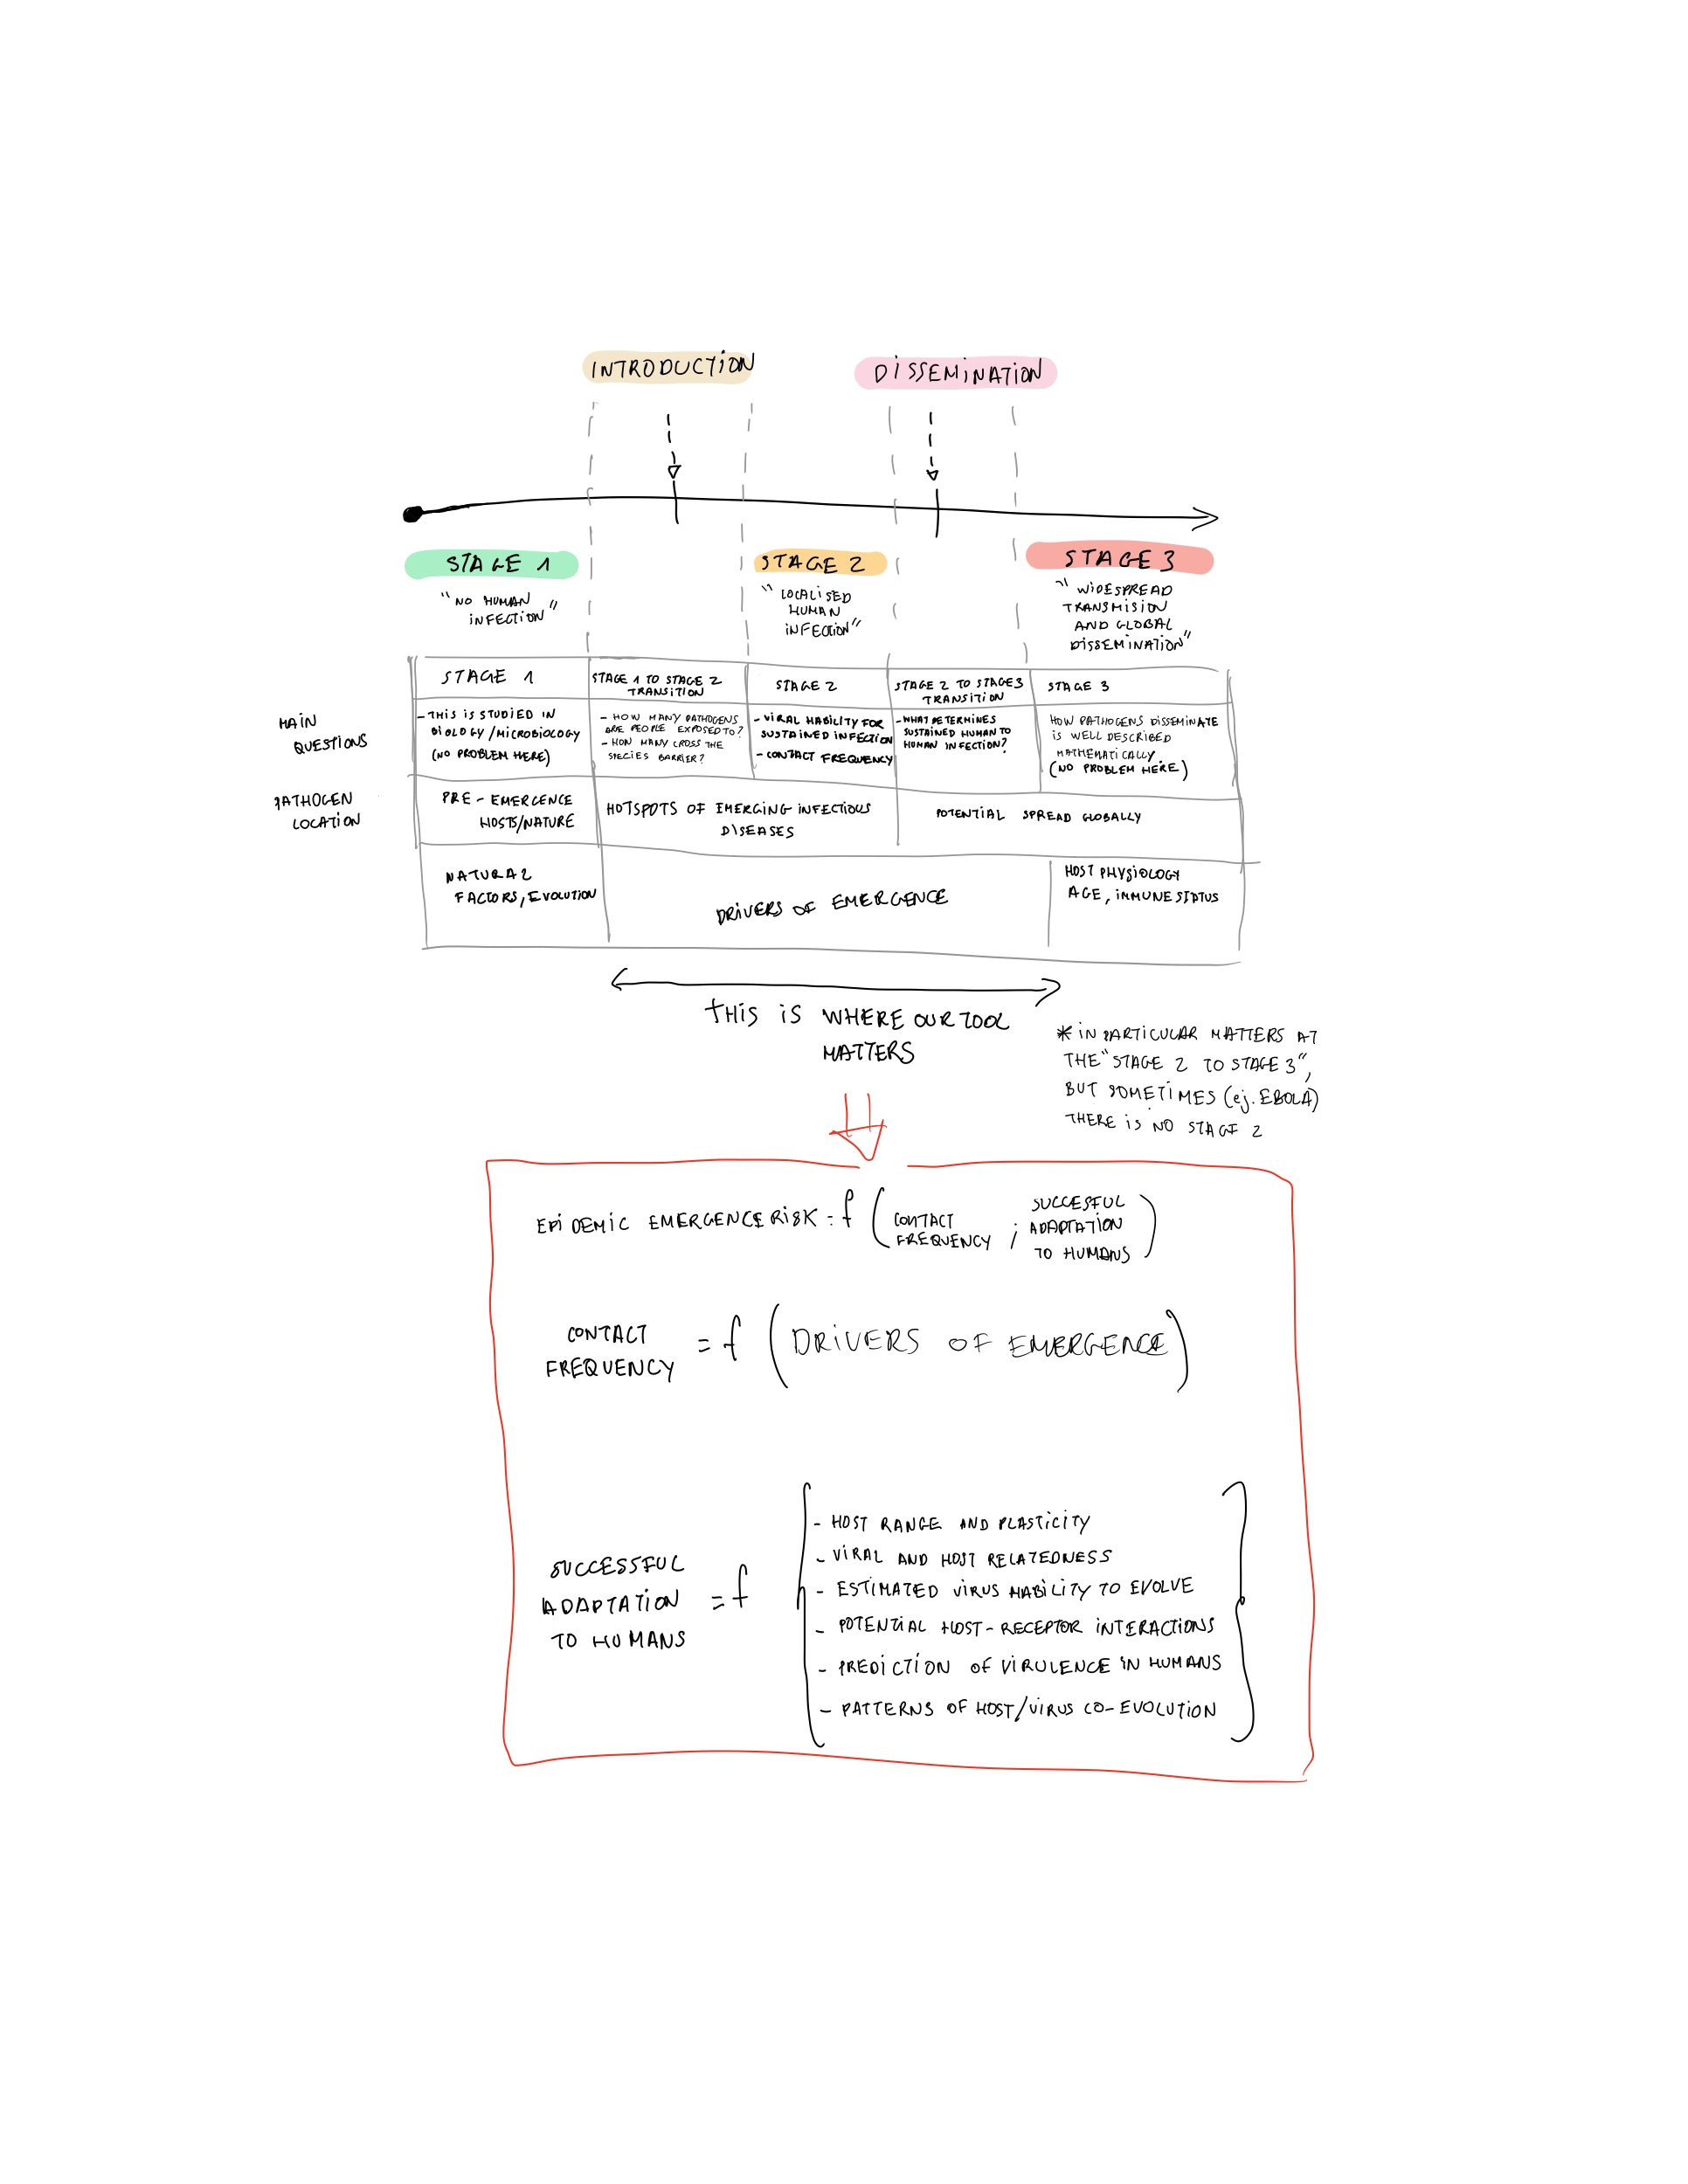 INTRODUCTION
DISSEMINATION
STAGE 1
STAGE 2
STAGE 3
"NO HUMAN
INFECTION"
"LOCALISED
HUMAN
INFECTION"
"WIDESPREAD
TRANSMISION
AND GLOBAL
DISSEMINATION"
STAGE 1
STAGE 1 TO STAGE 2
TRANSITION
STAGE 2
STAGE 2 TO STAGE 3
TRANSITION
STAGE 3
MAIN
QUESTIONS
- THIS IS STUDIED IN
BIOLOGY/MICROBIOLOGY
(NO PROBLEM HERE)
- HOW MANY PATHOGENS
ARE PEOPLE EXPOSED TO?
- HOW MANY CROSS THE
SPECIES BARRIER?
- VIRAL HABILITY FOR
SUSTAINED INFECTION
- CONTACT FREQUENCY
- WHAT DETERMINES
SUSTAINED HUMAN TO
HUMAN INFECTION?
HOW PATHOGENS DISSEMINATE
IS WELL DESCRIBED
MATHEMATICALLY
(NO PROBLEM HERE)
PATHOGEN
LOCATION
PRE-EMERGENCE
HOSTS/NATURE
HOTSPOTS OF EMERGING INFECTIOUS
DISEASES
POTENTIAL SPREAD GLOBALLY
NATURAL
FACTORS, EVOLUTION
DRIVERS OF EMERGENCE
HOST PHYSIOLOGY
AGE, IMMUNE STATUS
THIS IS WHERE OUR TOOL
MATTERS
* IN PARTICULAR MATTERS AT
THE "STAGE 2 TO STAGE 3",
BUT SOMETIMES (ej. EBOLA)
THERE IS NO STAGE 2
EPIDEMIC EMERGENCE RISK = f ( CONTACT FREQUENCY ; SUCCESFUL ADAPTATION TO HUMANS )
CONTACT
FREQUENCY = f (DRIVERS OF EMERGENCE)
SUCCESSFUL
ADAPTATION = f
TO HUMANS
- HOST RANGE AND PLASTICITY
- VIRAL AND HOST RELATEDNESS
- ESTIMATED VIRUS HABILITY TO EVOLVE
- POTENTIAL HOST-RECEPTOR INTERACTIONS
- PREDICTION OF VIRULENCE IN HUMANS
- PATTERNS OF HOST/VIRUS CO-EVOLUTION